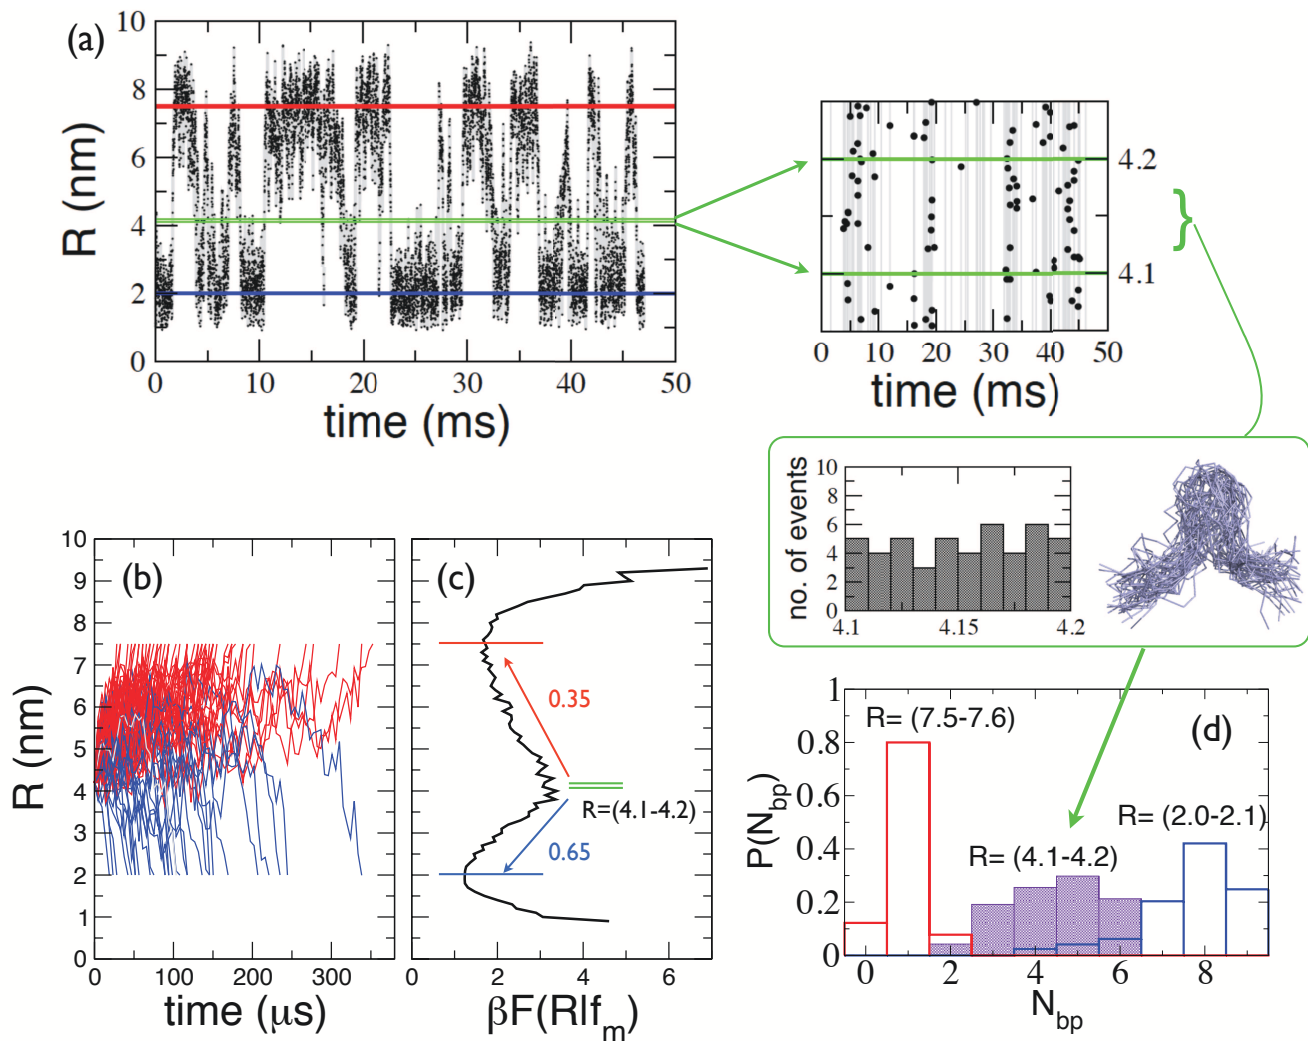 (a)
R (nm)
10
8
6
4
2
0
0 10 20 30 40 50
time (ms)
4.2
4.1
0 10 20 30 40 50
time (ms)
no. of events
10
8
6
4
2
0
4.1 4.15 4.2
(b)
R (nm)
10
9
8
7
6
5
4
3
2
1
0
0 100 200 300
time (μs)
(c)
0.35
R=(4.1-4.2)
0.65
2 4 6
βF(R|fm)
(d)
R= (7.5-7.6)
R= (2.0-2.1)
R= (4.1-4.2)
P(Nbp)
1
0.8
0.6
0.4
0.2
0
0 2 4 6 8
Nbp